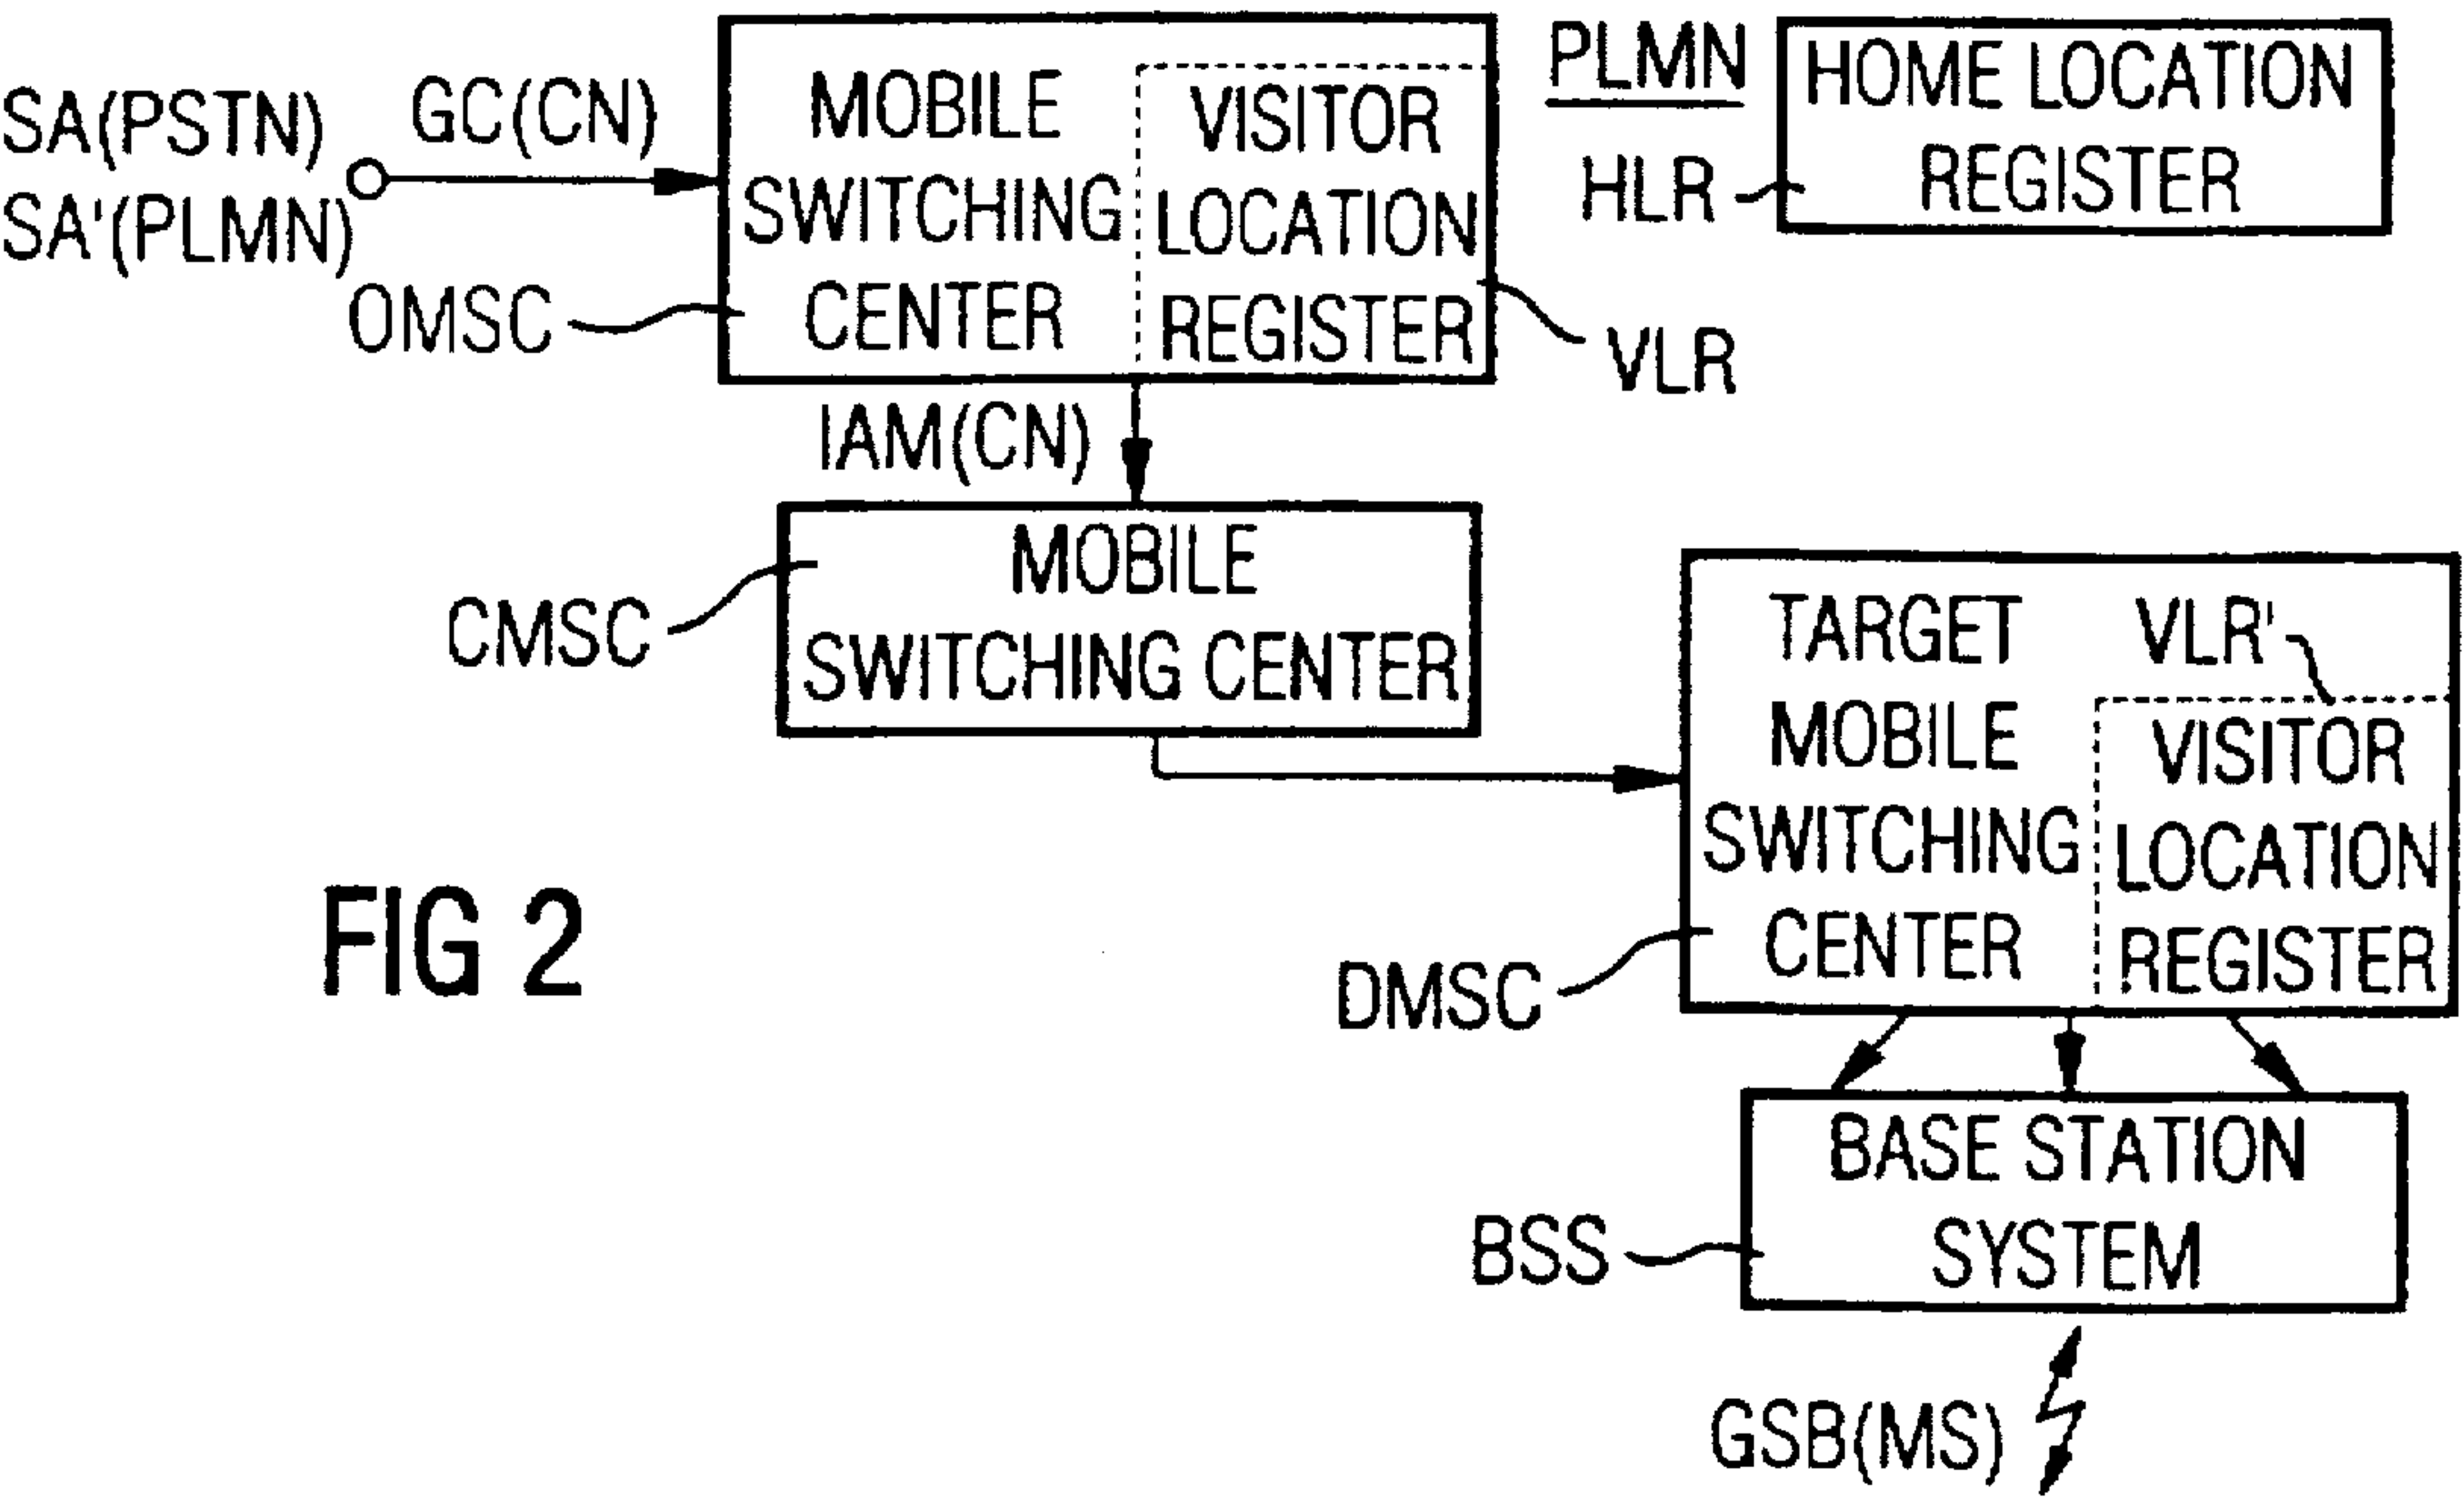 SA(PSTN)
SA'(PLMN)
GC(CN)
OMSC
MOBILE
SWITCHING
CENTER
VISITOR
LOCATION
REGISTER
VLR
PLMN
HLR
HOME LOCATION
REGISTER
IAM(CN)
CMSC
MOBILE
SWITCHING CENTER
TARGET
MOBILE
SWITCHING
CENTER
VLR'
VISITOR
LOCATION
REGISTER
DMSC
FIG 2
BASE STATION
SYSTEM
BSS
GSB(MS)